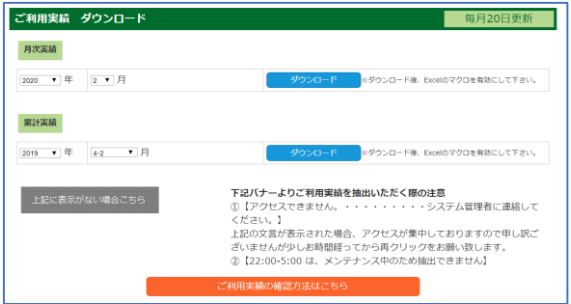 ご利用実績 ダウンロード 毎月20日更新
月次実績
2020 ▼ 年 2 ▼ 月 ダウンロード ※ダウンロード後、Excelのマクロを有効にして下さい。
累計実績
2019 ▼ 年 4-2 ▼ 月 ダウンロード ※ダウンロード後、Excelのマクロを有効にして下さい。
上記に表示がない場合こちら
下記バナーよりご利用実績を抽出いただく際の注意
①【アクセスできません。・・・・・・・・・システム管理者に連絡して
ください。】
上記の文言が表示された場合、アクセスが集中しておりますので申し訳ご
ざいませんが少しお時間経ってから再クリックをお願い致します。
②【22:00-5:00 は、メンテナンス中のため抽出できません】
ご利用実績の確認方法はこちら